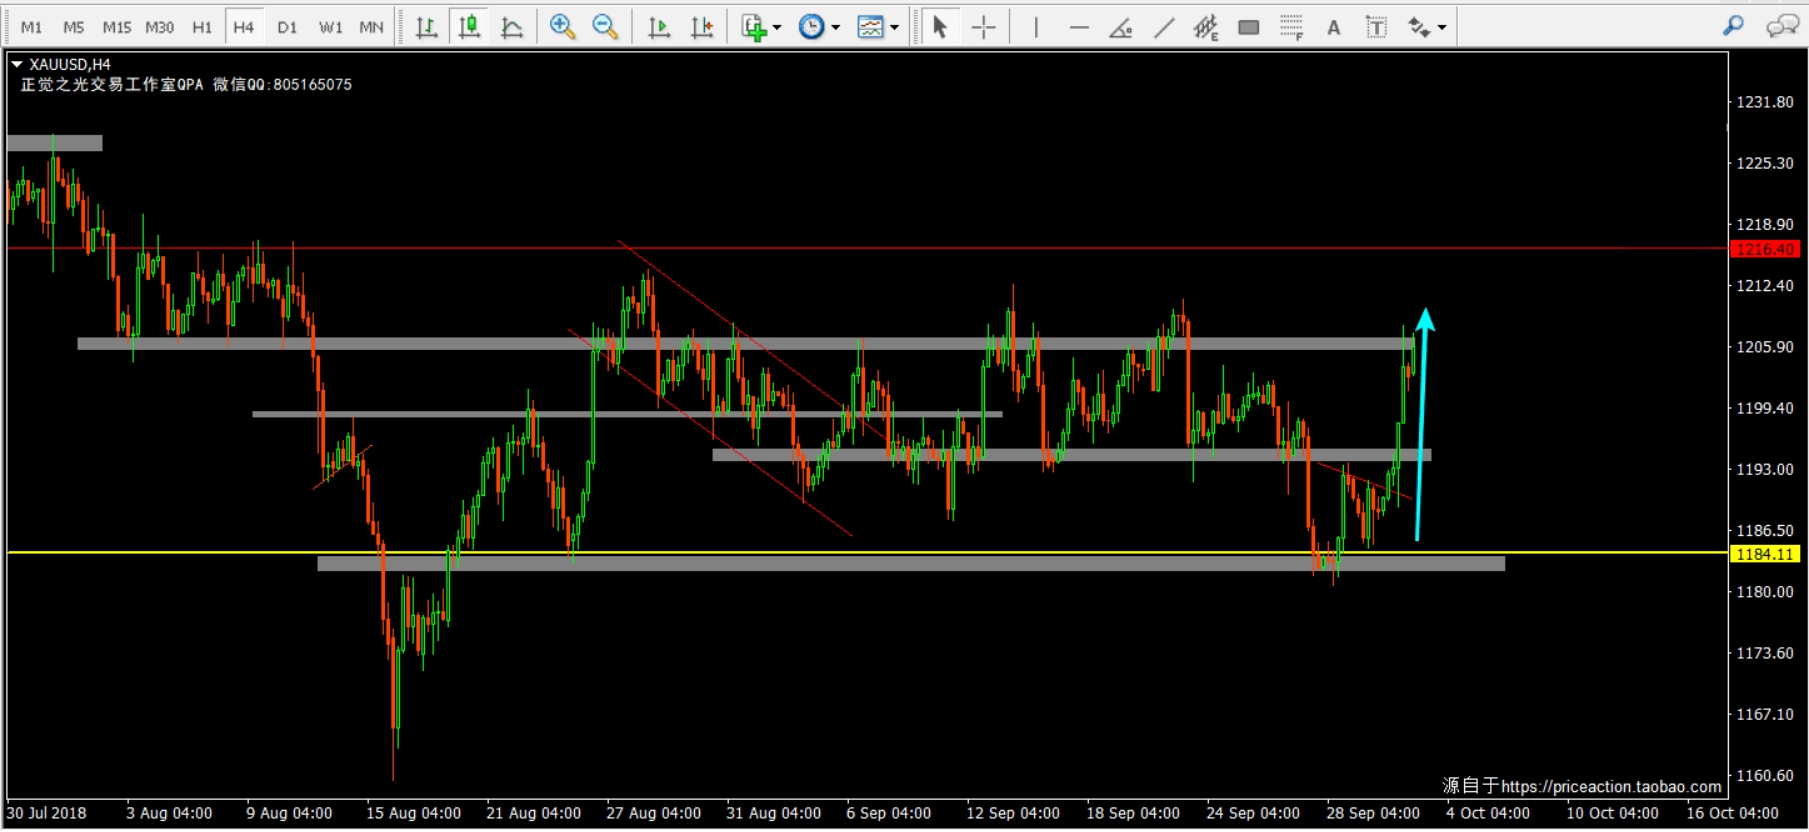 M1 M5 M15 M30 H1 H4 D1 W1 MN E F A T
XAUUSD,H4
正觉之光交易工作室QPA 微信QQ:805165075
1231.80
1225.30
1218.90
1216.40
1212.40
1205.90
1199.40
1193.00
1186.50
1184.11
1180.00
1173.60
1167.10
1160.60
源自于https://priceaction.taobao.com
30 Jul 2018 3 Aug 04:00 9 Aug 04:00 15 Aug 04:00 21 Aug 04:00 27 Aug 04:00 31 Aug 04:00 6 Sep 04:00 12 Sep 04:00 18 Sep 04:00 24 Sep 04:00 28 Sep 04:00 4 Oct 04:00 10 Oct 04:00 16 Oct 04:00